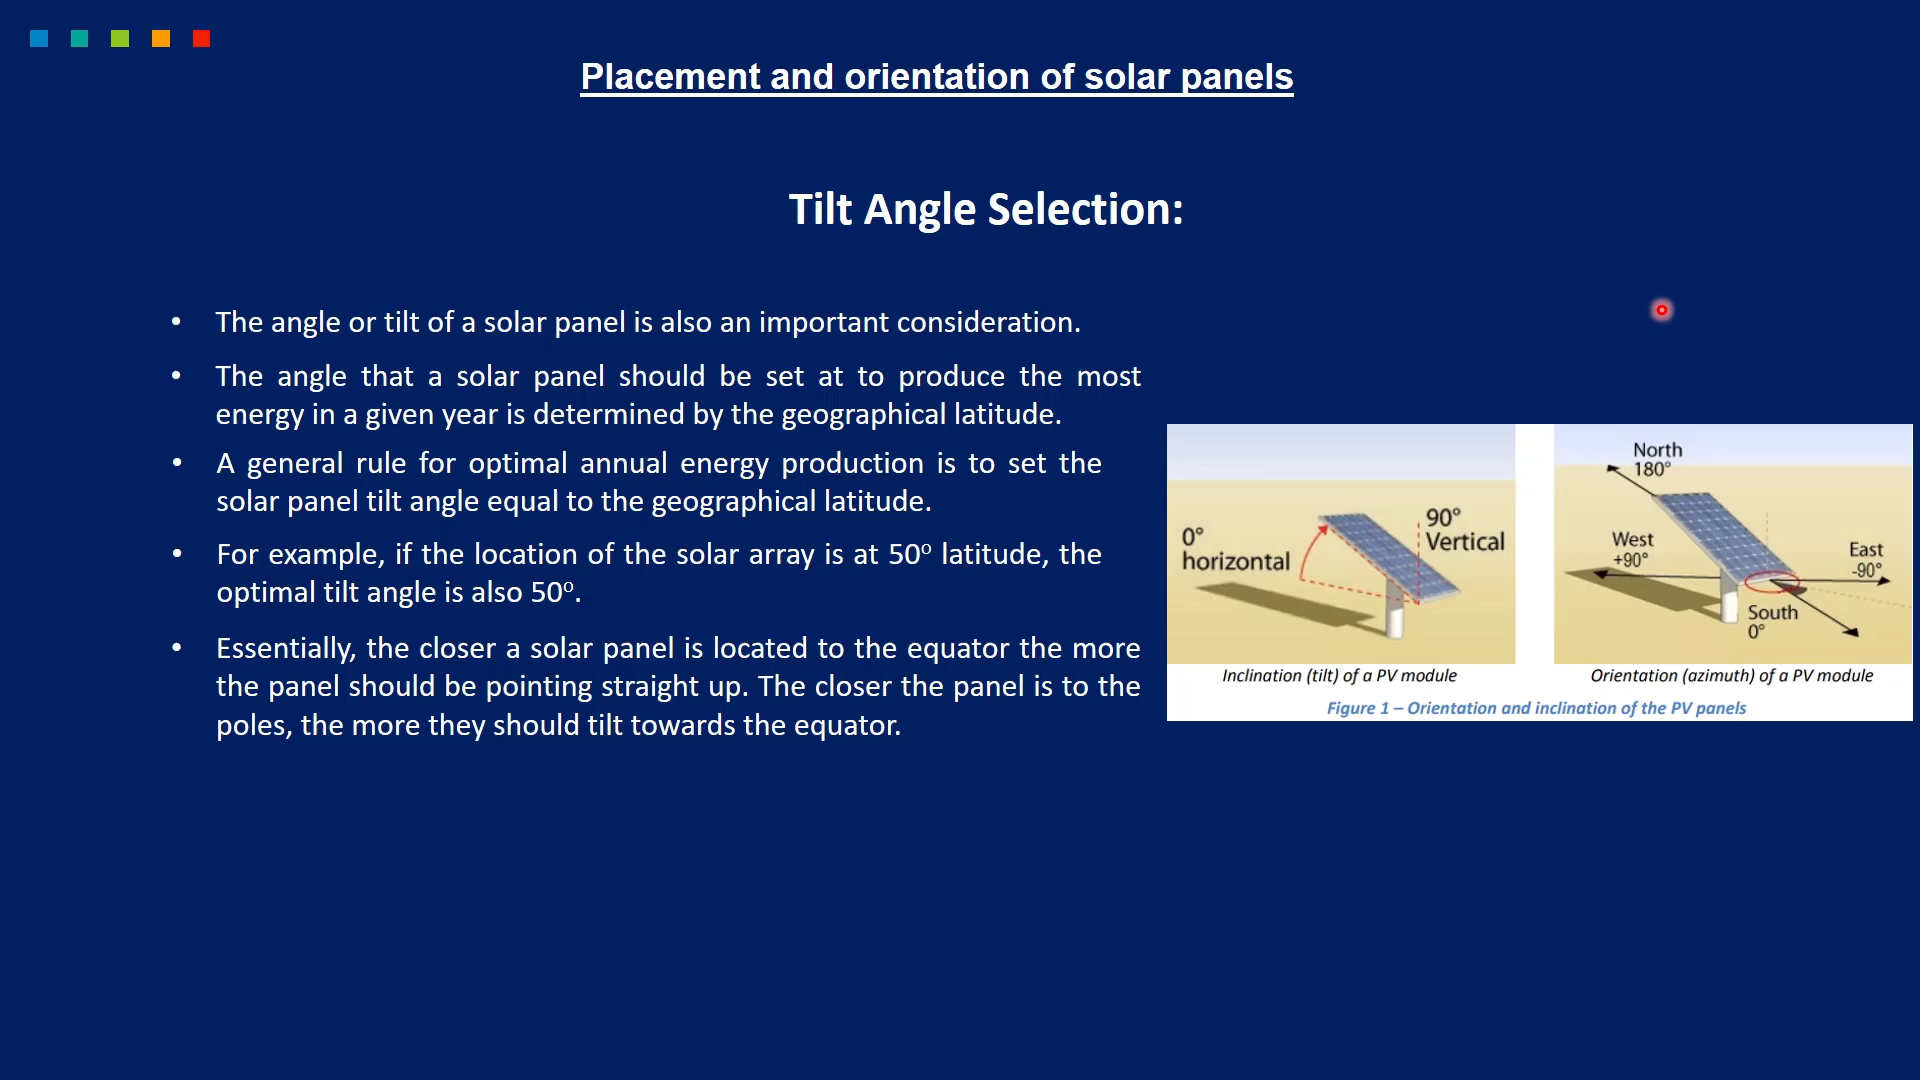 Placement and orientation of solar panels
Tilt Angle Selection:
• The angle or tilt of a solar panel is also an important consideration.
• The angle that a solar panel should be set at to produce the most
energy in a given year is determined by the geographical latitude.
• A general rule for optimal annual energy production is to set the
solar panel tilt angle equal to the geographical latitude.
• For example, if the location of the solar array is at 50º latitude, the
optimal tilt angle is also 50º.
• Essentially, the closer a solar panel is located to the equator the more
the panel should be pointing straight up. The closer the panel is to the
poles, the more they should tilt towards the equator.
0°
horizontal
90°
Vertical
Inclination (tilt) of a PV module
North
180°
West
+90°
East
-90°
South
0°
Orientation (azimuth) of a PV module
Figure 1 – Orientation and inclination of the PV panels